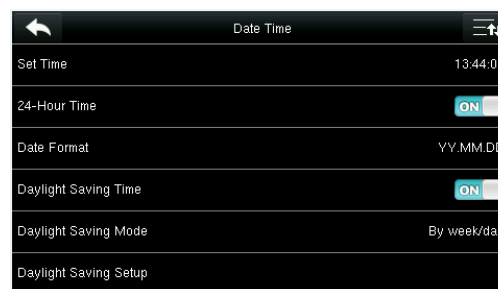 Date Time
Set Time 13:44:0
24-Hour Time ON
Date Format YY.MM.DD
Daylight Saving Time ON
Daylight Saving Mode By week/da
Daylight Saving Setup